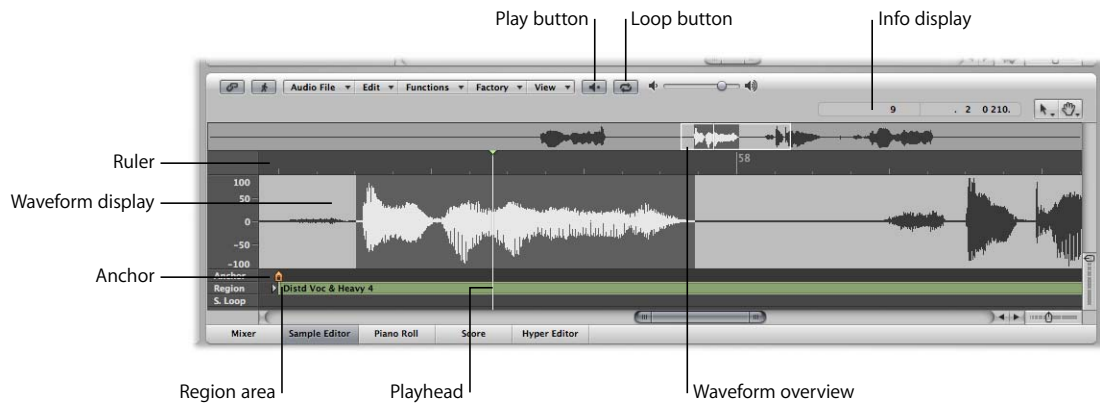 Play button Loop button Info display
Audio File Edit Functions Factory View
9 . 2 0 210.
Ruler
58
Waveform display
100
50
0
-50
-100
Anchor
Anchor
Region Distd Voc & Heavy 4
S. Loop
Mixer Sample Editor Piano Roll Score Hyper Editor
Region area Playhead Waveform overview